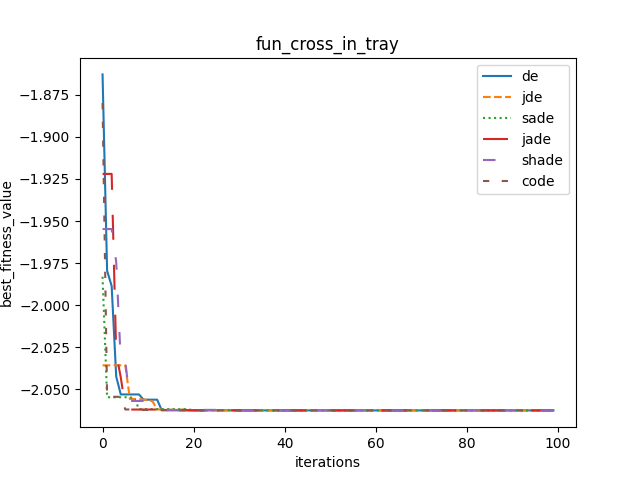 fun_cross_in_tray
best_fitness_value
−1.875
−1.900
−1.925
−1.950
−1.975
−2.000
−2.025
−2.050
de
jde
sade
jade
shade
code
0
20
40
60
80
100
iterations